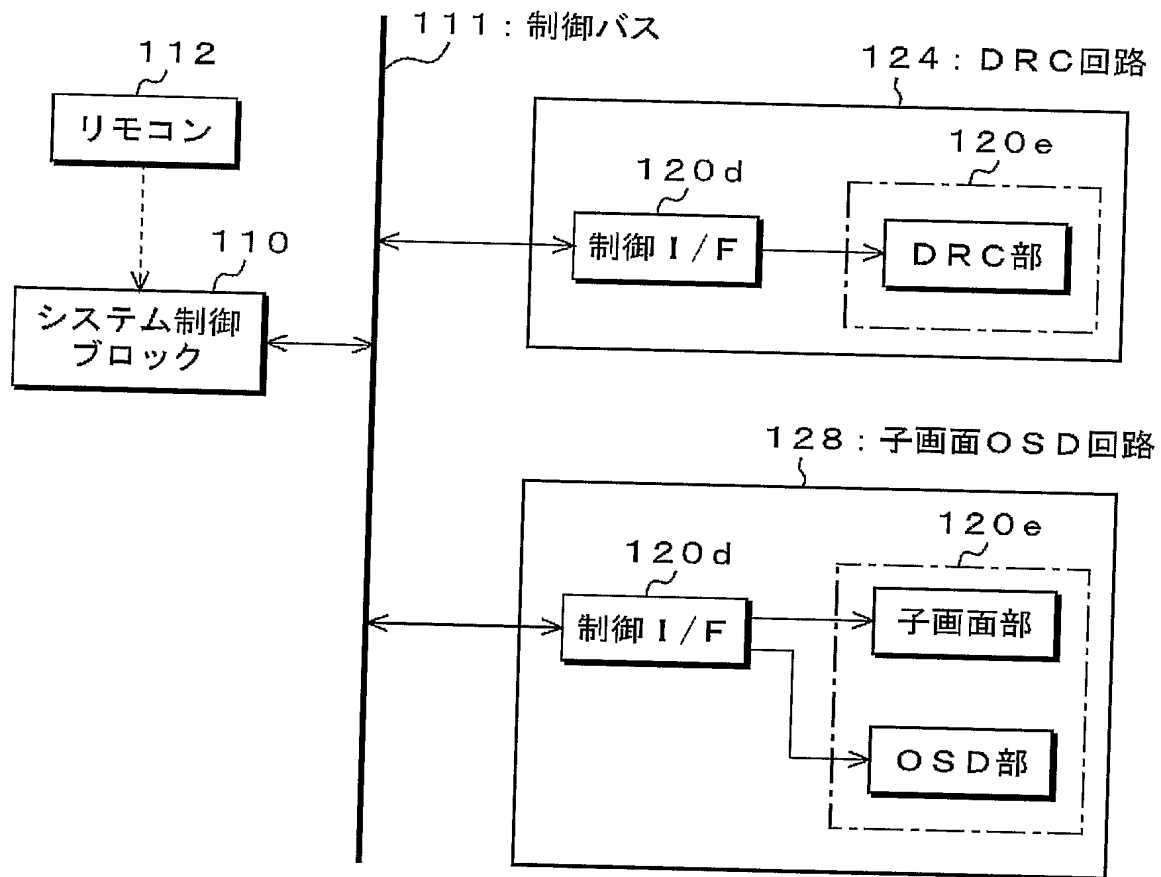 111:制御バス
112
リモコン
110
システム制御
ブロック
124:DRC回路
120e
120d
制御I/F
DRC部
128:子画面OSD回路
120e
120d
制御I/F
子画面部
OSD部